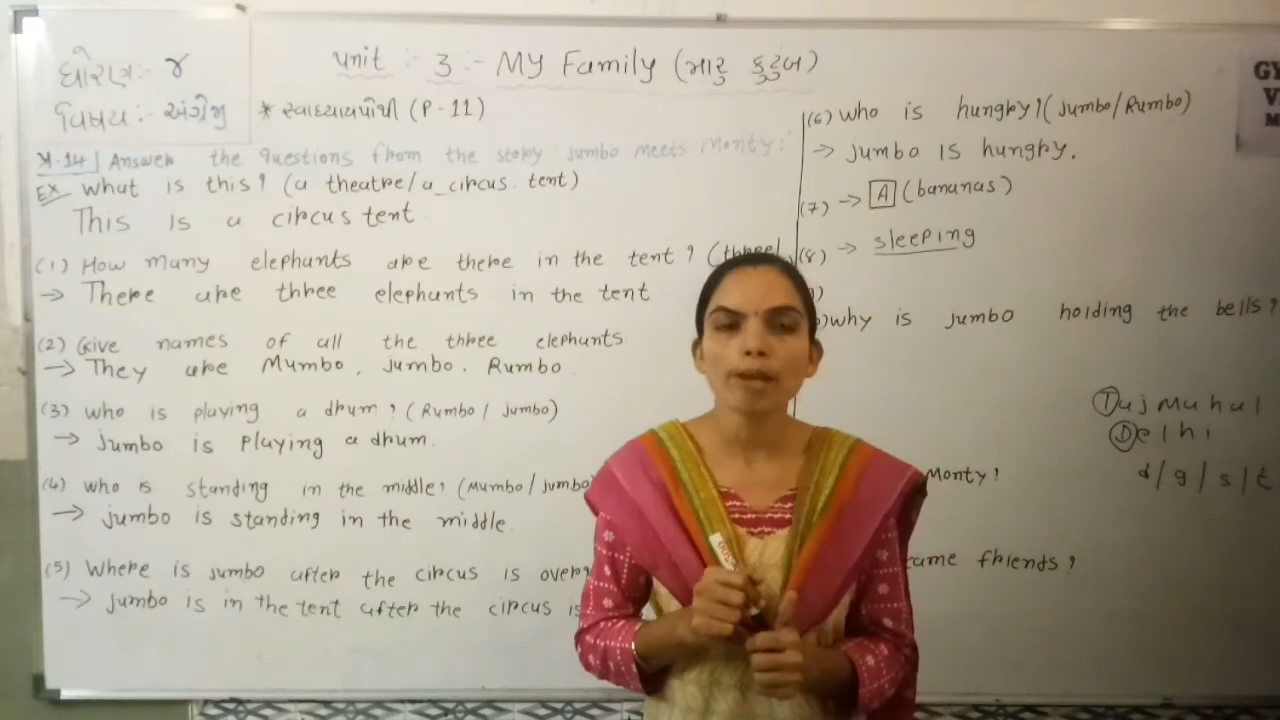 ધોરણ :- ૪
વિષય :- અંગ્રેજી
Unit :- 3 :- My Family (મારુ કુટુંબ)
* સ્વાધ્યાયપોથી (P - 11)
પ્ર.14] Answer the questions from the story Jumbo meets Monty:
Ex What is this? (a theatre/a circus tent)
This is a circus tent
(1) How many elephants are there in the tent? (three/
→ There are three elephants in the tent
(2) Give names of all the three elephants
→ They are Mumbo, Jumbo. Rumbo.
(3) Who is playing a drum? (Rumbo/Jumbo)
→ Jumbo is playing a drum.
(4) Who is standing in the middle? (Mumbo/Jumbo
→ Jumbo is standing in the middle.
(5) Where is Jumbo after the circus is over?
→ Jumbo is in the tent after the circus is
(6) Who is hungry? (Jumbo/Rumbo)
→ Jumbo is hungry.
(7) → A (bananas)
(8) → sleeping
)why is Jumbo holding the bells?
Monty?
friends?
Tajmahal
Delhi
d/g/s/t
GY
V
M